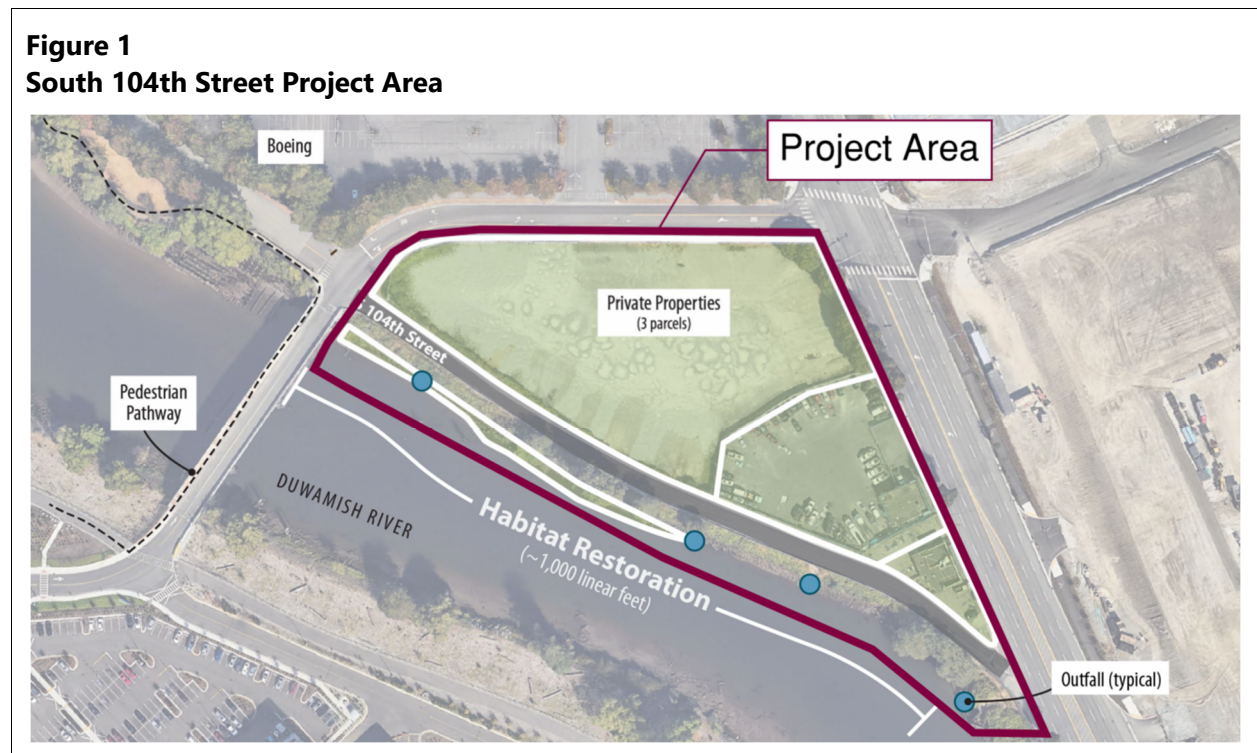 Figure 1
South 104th Street Project Area
Boeing
Project Area
Private Properties
(3 parcels)
S 104th Street
Pedestrian
Pathway
DUWAMISH RIVER
Habitat Restoration
(~1,000 linear feet)
Outfall (typical)